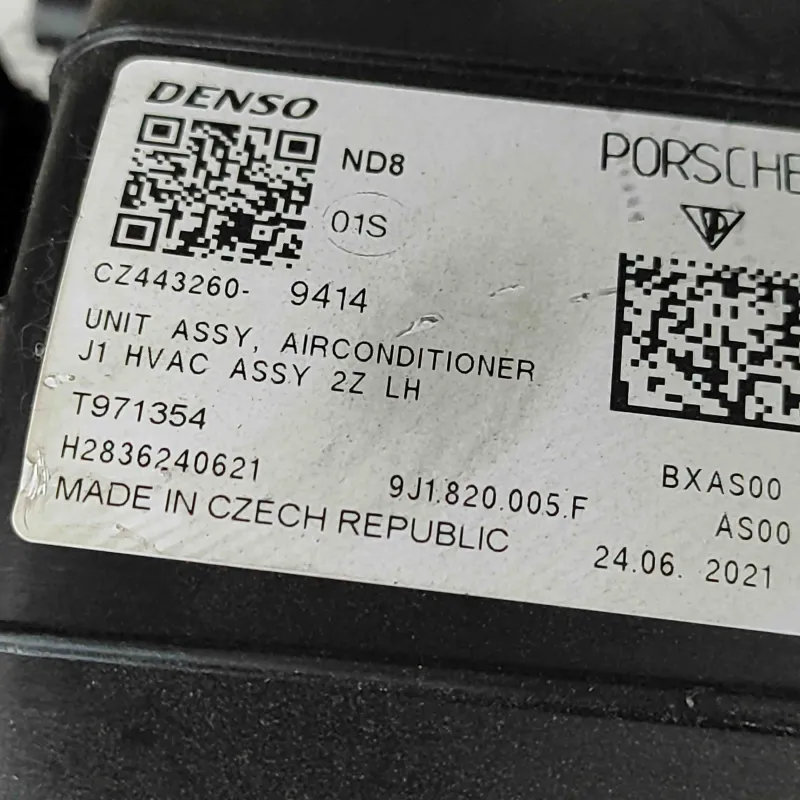 DENSO
ND8
01S
CZ443260- 9414
UNIT ASSY, AIRCONDITIONER
J1 HVAC ASSY 2Z LH
T971354
H2836240621
9J1.820.005.F
MADE IN CZECH REPUBLIC
PORSCHE
BXAS00
AS00
24.06. 2021